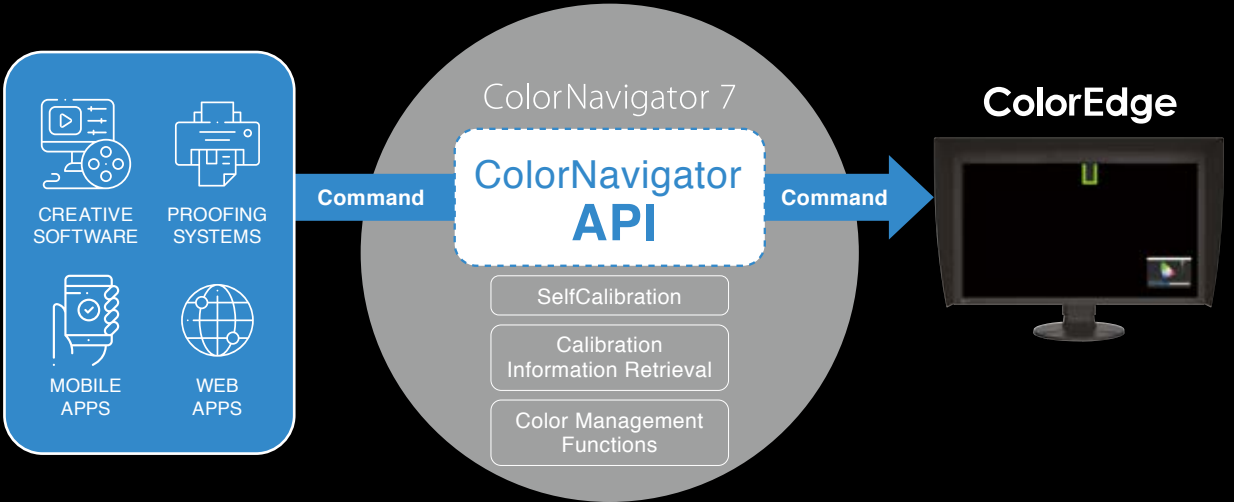 ColorNavigator 7
ColorEdge
ColorNavigator
API
Command
Command
CREATIVE
SOFTWARE
PROOFING
SYSTEMS
MOBILE
APPS
WEB
APPS
SelfCalibration
Calibration
Information Retrieval
Color Management
Functions